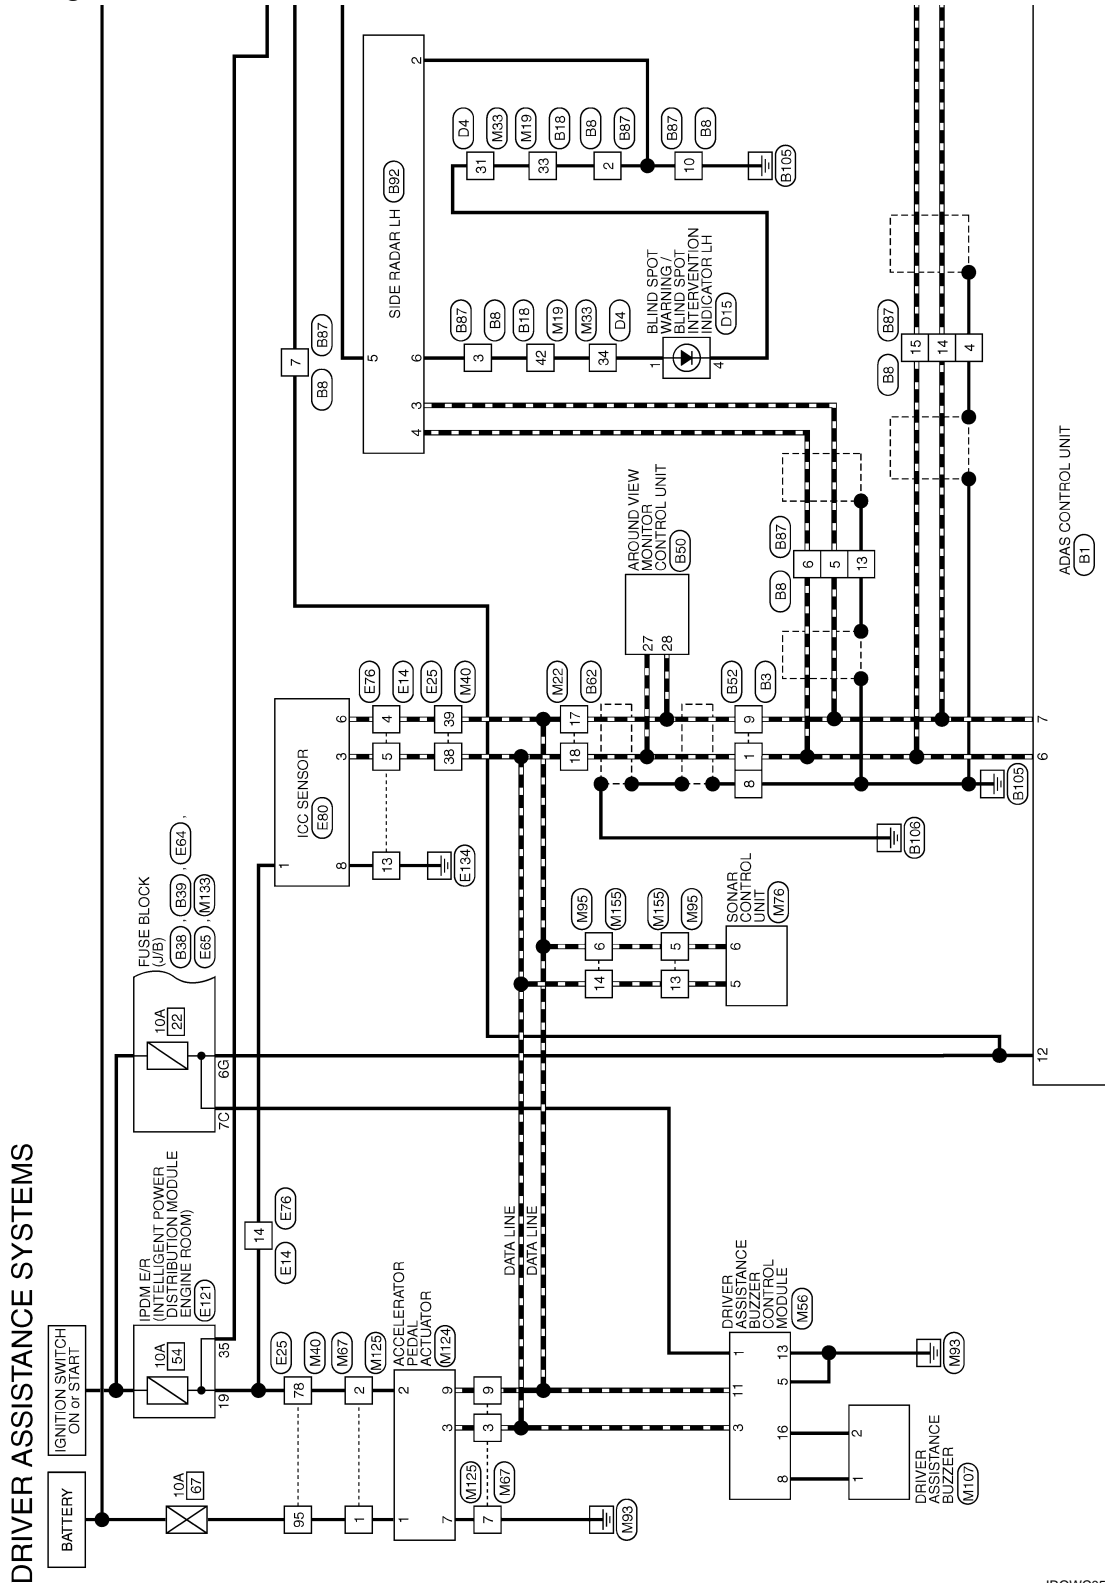 DRIVER ASSISTANCE SYSTEMS
BATTERY
IGNITION SWITCH
ON or START
10A
67
IPDM E/R
(INTELLIGENT POWER
DISTRIBUTION MODULE
ENGINE ROOM)
E121
10A
54
19
35
FUSE BLOCK
(J/B)
B38 , B39 , E64 ,
E65 , M133
10A
22
7C
6G
E14
14
E76
95
78
E25
M40
1
2
M67
M125
ACCELERATOR
PEDAL
ACTUATOR
M124
1
2
7
3
9
7
3
9
M125
M67
M93
ICC SENSOR
E80
1
8
3
6
13
5
4
E76
E14
38
39
E25
M40
E134
B8
7
B87
SIDE RADAR LH
B92
4
3
6
5
2
3
B87
B8
42
B18
M19
34
M33
D4
1
4
BLIND SPOT
WARNING /
BLIND SPOT
INTERVENTION
INDICATOR LH
D15
31
D4
M33
33
M19
B18
2
B8
B87
10
B87
B8
B105
DATA LINE
DATA LINE
18
17
M22
B62
AROUND VIEW
MONITOR
CONTROL UNIT
B50
27
28
8
1
9
B52
B3
14
6
M95
M155
13
5
M155
M95
5
6
SONAR
CONTROL
UNIT
M76
B106
B105
B8
6
5
13
B87
B8
15
14
4
B87
DRIVER
ASSISTANCE
BUZZER
CONTROL
MODULE
M56
3
11
1
8
16
5
13
M93
1
2
DRIVER
ASSISTANCE
BUZZER
M107
12
6
7
ADAS CONTROL UNIT
B1